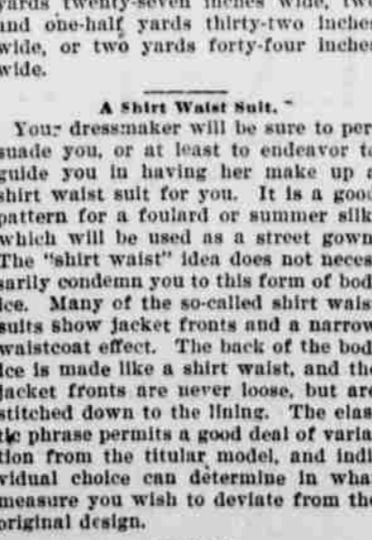 yards twenty-seven inches wide, two
and one-half yards thirty-two inches
wide, or two yards forty-four inches
wide.
A Shirt Waist Suit.
Your dressmaker will be sure to per
suade you, or at least to endeavor to
guide you in having her make up a
shirt waist suit for you. It is a good
pattern for a foulard or summer silk
which will be used as a street gown
The "shirt waist" idea does not neces
sarily condemn you to this form of bod
ice. Many of the so-called shirt wais
suits show jacket fronts and a narrow
waistcoat effect. The back of the bod
ice is made like a shirt waist, and the
jacket fronts are never loose, but are
stitched down to the lining. The elas
tic phrase permits a good deal of varia
tion from the titular model, and indi
vidual choice can determine in what
measure you wish to deviate from the
original design.